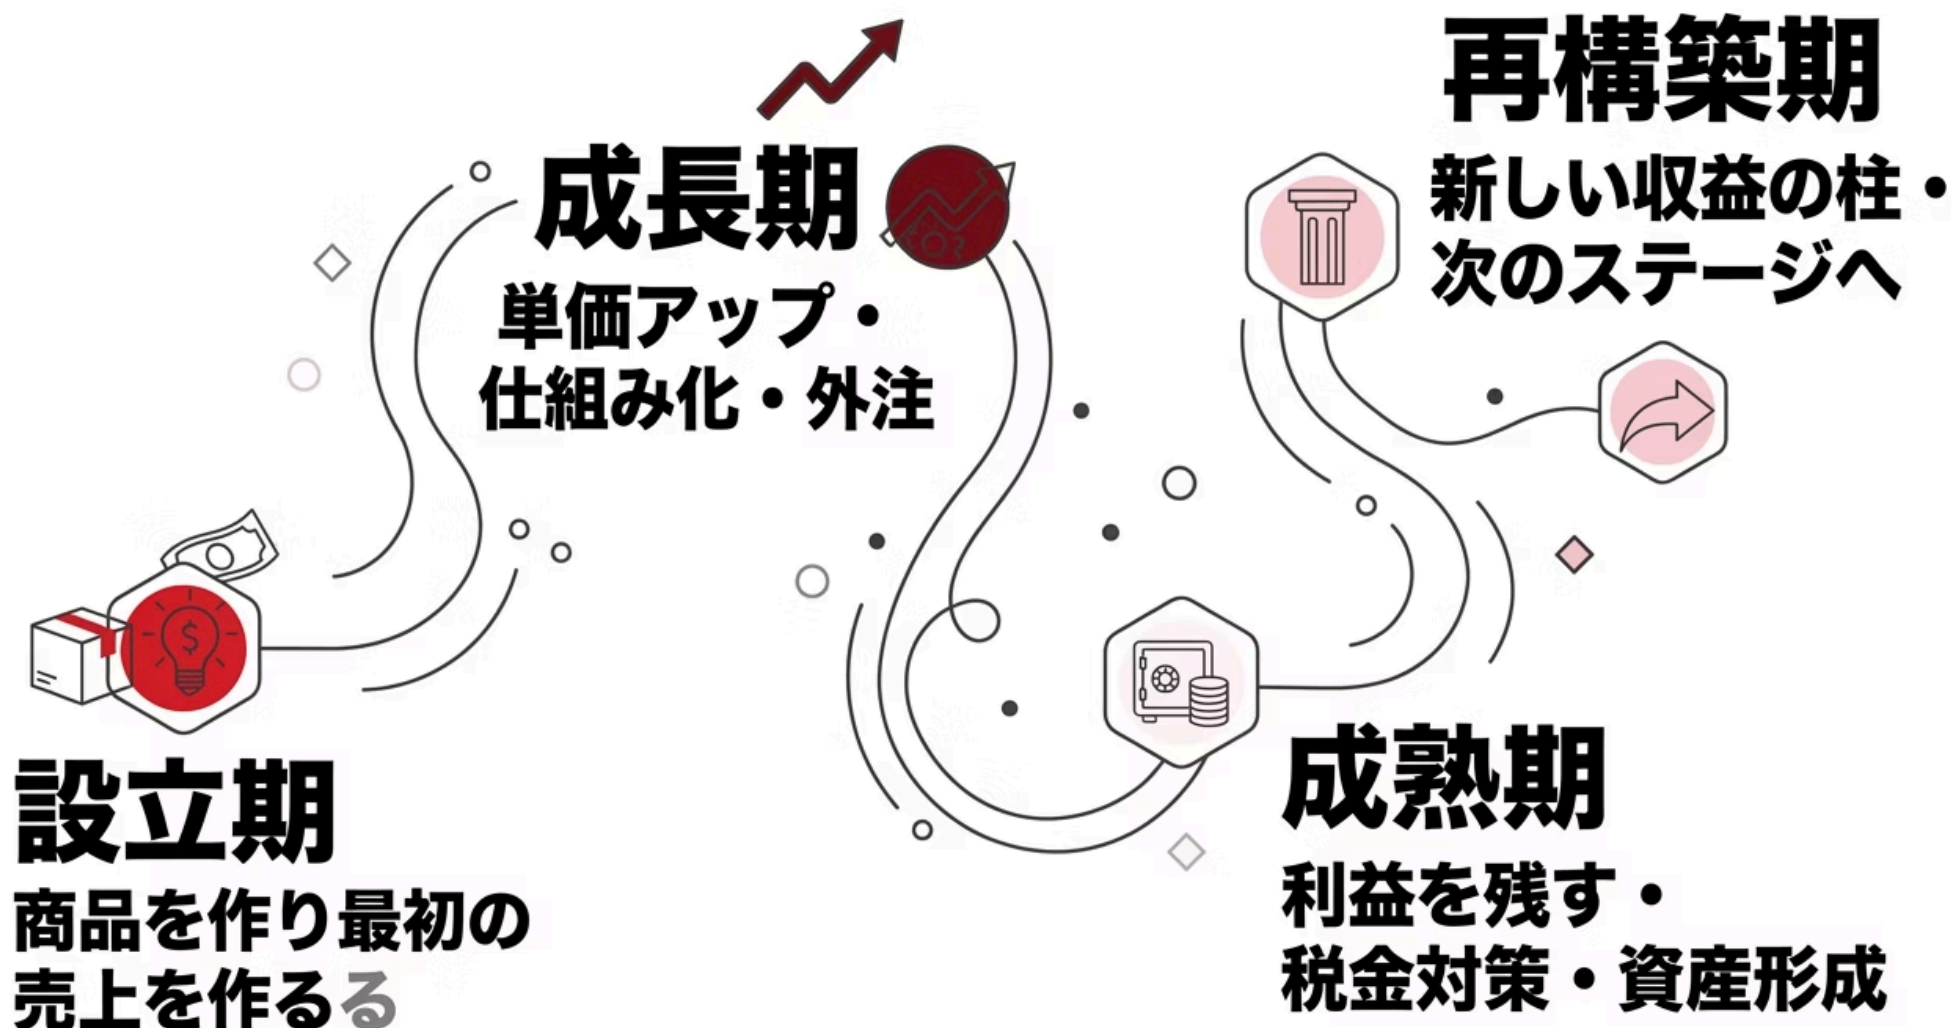 設立期
商品を作り最初の
売上を作るる
成長期
単価アップ・
仕組み化・外注
成熟期
利益を残す・
税金対策・資産形成
再構築期
新しい収益の柱・
次のステージへ
$